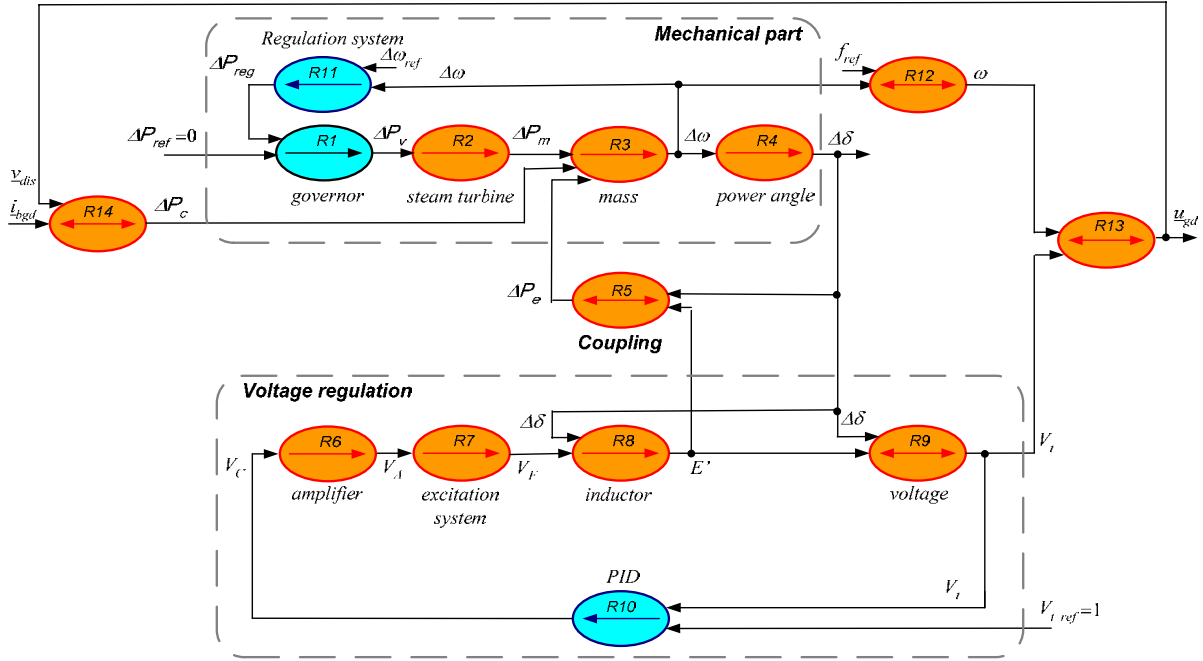 Regulation system
Mechanical part
ΔP_reg
R11
Δω_ref
Δω
f_ref
R12
ω
ΔP_ref=0
R1
ΔP_v
R2
ΔP_m
R3
Δω
R4
Δδ
governor
steam turbine
mass
power angle
v_dis
i_bgd
R14
ΔP_c
R13
u_gd
ΔP_e
R5
Coupling
Voltage regulation
Δδ
Δδ
V_C
R6
V_A
R7
V_F
R8
E'
R9
V_t
amplifier
excitation
system
inductor
voltage
PID
R10
V_t
V_t ref=1